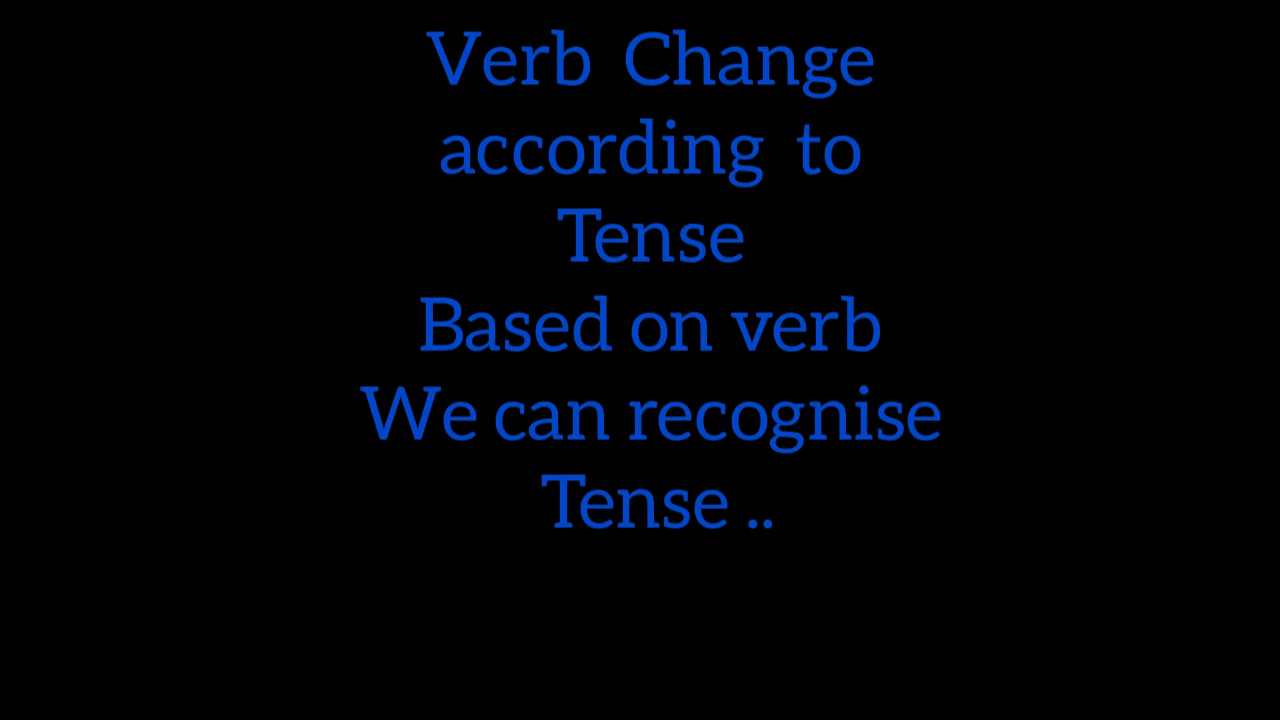 Verb Change
according to
Tense
Based on verb
We can recognise
Tense ..